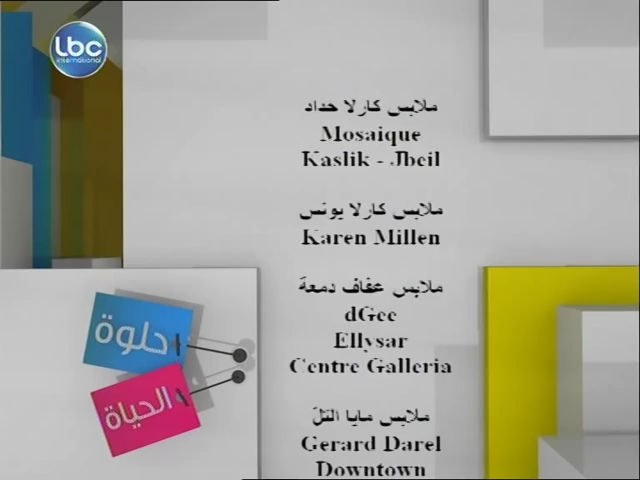 lbc
international
ملابس كارلا حداد
Mosaique
Kaslik - Jbeil
ملابس كارلا يونس
Karen Millen
ملابس عفاف دمعة
dGee
Ellysar
Centre Galleria
ملابس مايا التلّ
Gerard Darel
Downtown
حلوة
الحياة